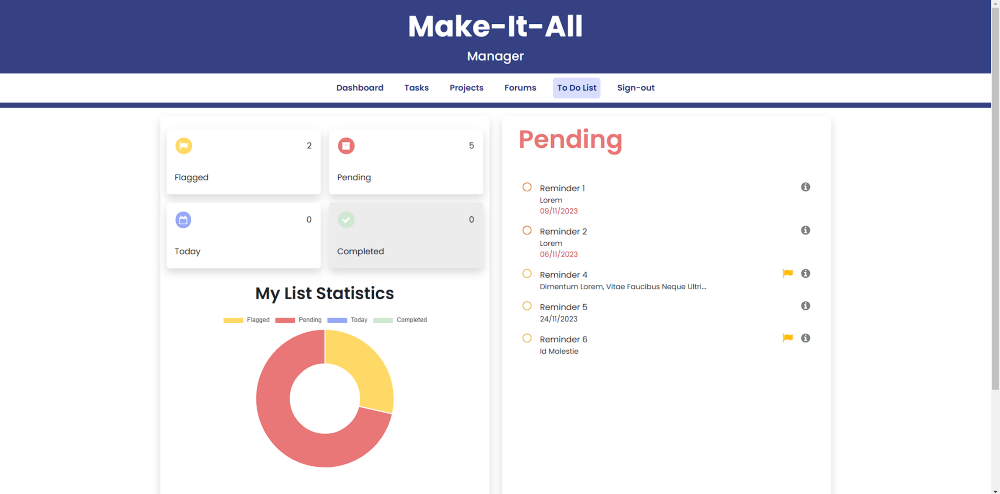 Make-It-All
Manager
Dashboard Tasks Projects Forums To Do List Sign-out
2
Flagged
5
Pending
0
Today
0
Completed
My List Statistics
Flagged Pending Today Completed
Pending
Reminder 1
Lorem
09/11/2023
Reminder 2
Lorem
06/11/2023
Reminder 4
Dimentum Lorem, Vitae Faucibus Neque Ultri...
Reminder 5
24/11/2023
Reminder 6
Id Molestie